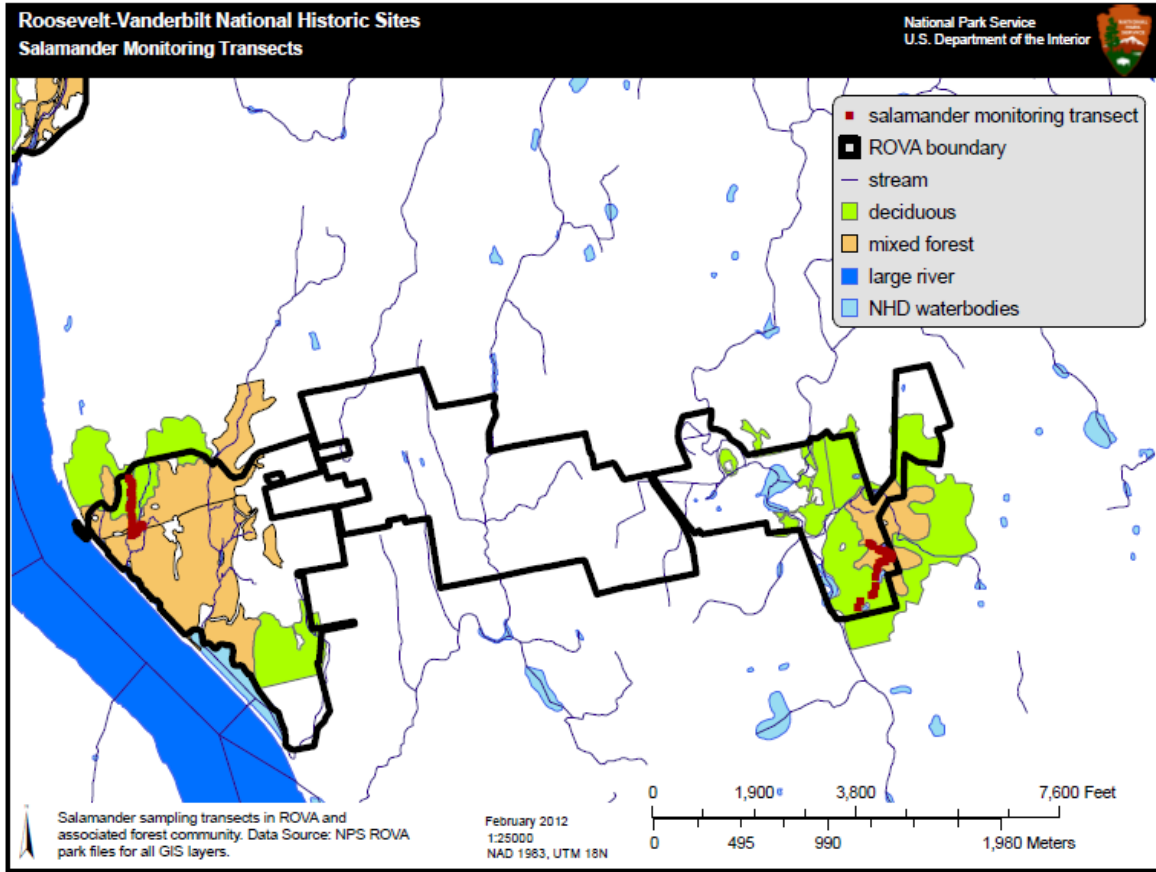 Roosevelt-Vanderbilt National Historic Sites
Salamander Monitoring Transects
National Park Service
U.S. Department of the Interior
NATIONAL
PARK
SERVICE
salamander monitoring transect
ROVA boundary
stream
deciduous
mixed forest
large river
NHD waterbodies
Salamander sampling transects in ROVA and
associated forest community. Data Source: NPS ROVA
park files for all GIS layers.
February 2012
1:25000
NAD 1983, UTM 18N
0 1,900 3,800 7,600 Feet
0 495 990 1,980 Meters